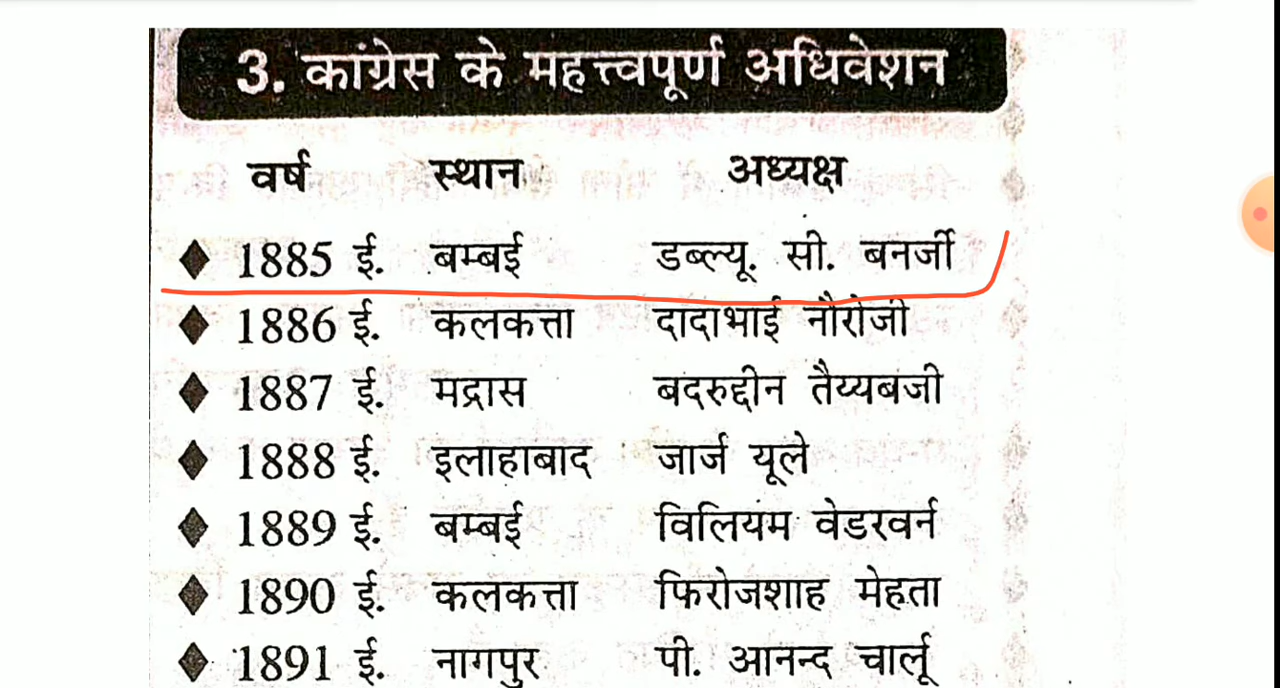 3. कांग्रेस के महत्त्वपूर्ण अधिवेशन
वर्ष स्थान अध्यक्ष
1885 ई. बम्बई डब्ल्यू. सी. बनर्जी
1886 ई. कलकत्ता दादाभाई नौरोजी
1887 ई. मद्रास बदरुद्दीन तैय्यबजी
1888 ई. इलाहाबाद जार्ज यूले
1889 ई. बम्बई विलियम वेडरवर्न
1890 ई. कलकत्ता फिरोजशाह मेहता
1891 ई. नागपुर पी. आनन्द चार्लू